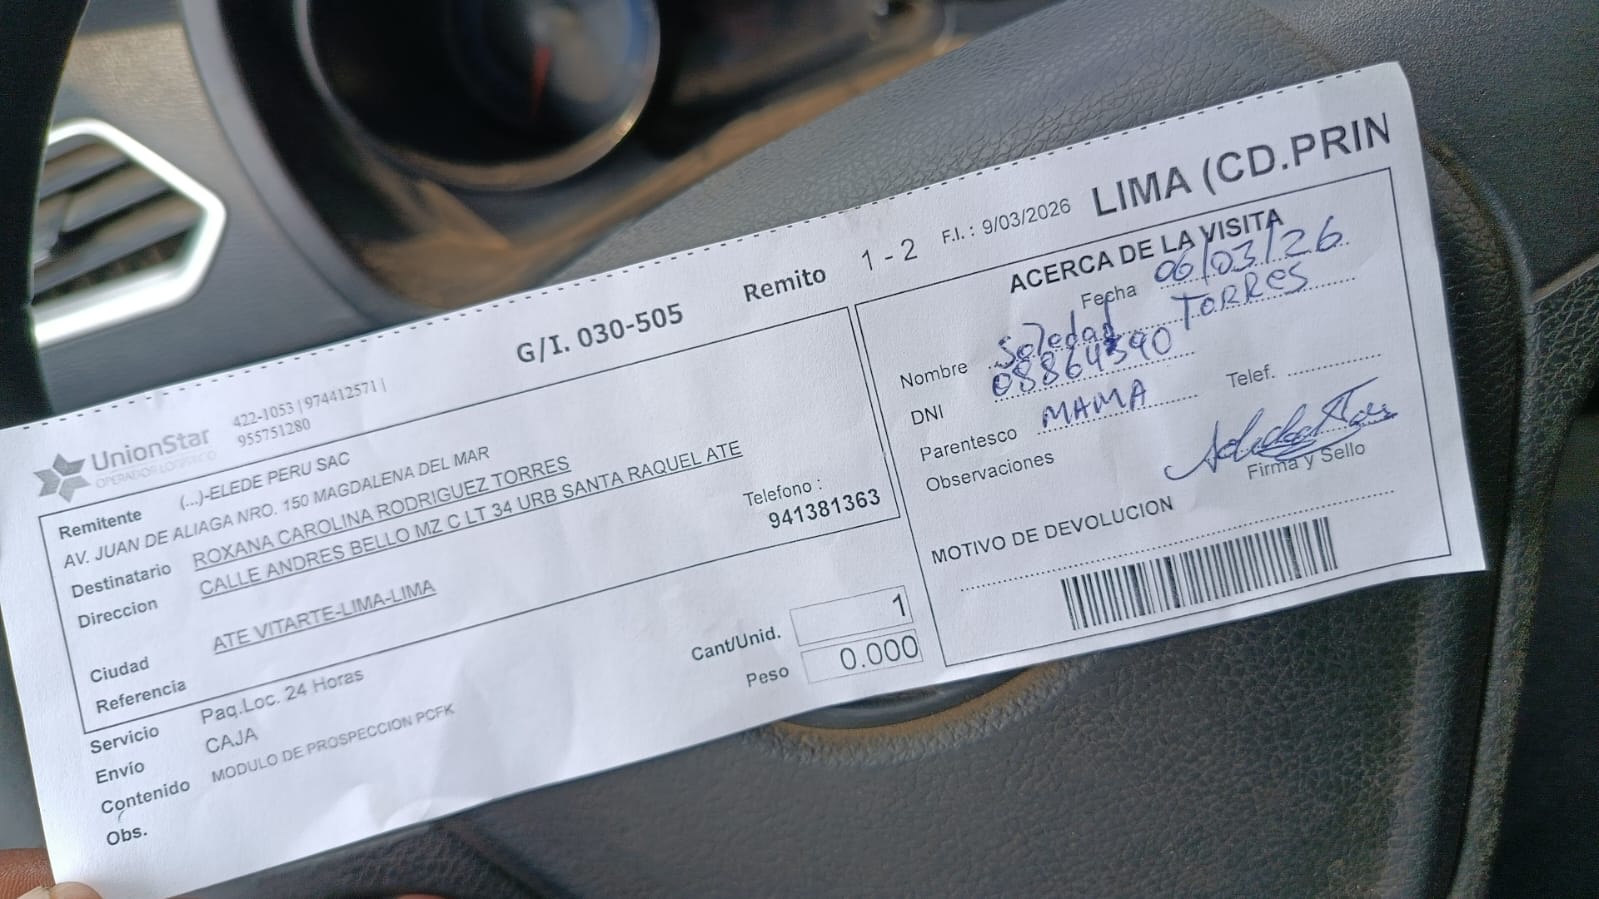 UnionStar
OPERADOR LOGISTICO
422-1053 | 974412571 |
955751280
G/I. 030-505
Remito 1 - 2
F.I. : 9/03/2026
LIMA (CD.PRIN
Remitente (...)-ELEDE PERU SAC
AV. JUAN DE ALIAGA NRO. 150 MAGDALENA DEL MAR
Destinatario ROXANA CAROLINA RODRIGUEZ TORRES
Direccion CALLE ANDRES BELLO MZ C LT 34 URB SANTA RAQUEL ATE
Telefono :
941381363
Ciudad ATE VITARTE-LIMA-LIMA
Referencia
Servicio Paq.Loc. 24 Horas
Envío CAJA
Contenido MODULO DE PROSPECCION PCFK
Obs.
Cant/Unid. 1
Peso 0.000
ACERCA DE LA VISITA
Fecha 06/03/26
Nombre Soledad TORRES
DNI 08864390
Telef.
Parentesco MAMA
Observaciones
Firma y Sello
MOTIVO DE DEVOLUCION